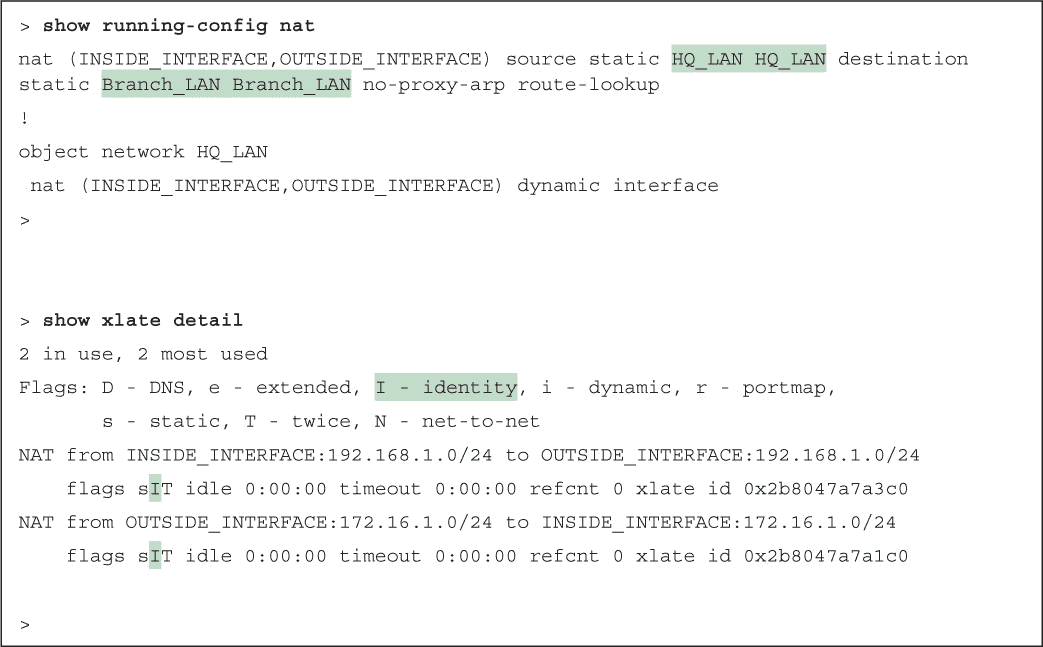 > show running-config nat
nat (INSIDE_INTERFACE,OUTSIDE_INTERFACE) source static HQ_LAN HQ_LAN destination
static Branch_LAN Branch_LAN no-proxy-arp route-lookup
!
object network HQ_LAN
 nat (INSIDE_INTERFACE,OUTSIDE_INTERFACE) dynamic interface
>
> show xlate detail
2 in use, 2 most used
Flags: D - DNS, e - extended, I - identity, i - dynamic, r - portmap,
       s - static, T - twice, N - net-to-net
NAT from INSIDE_INTERFACE:192.168.1.0/24 to OUTSIDE_INTERFACE:192.168.1.0/24
    flags sIT idle 0:00:00 timeout 0:00:00 refcnt 0 xlate id 0x2b8047a7a3c0
NAT from OUTSIDE_INTERFACE:172.16.1.0/24 to INSIDE_INTERFACE:172.16.1.0/24
    flags sIT idle 0:00:00 timeout 0:00:00 refcnt 0 xlate id 0x2b8047a7a1c0
>